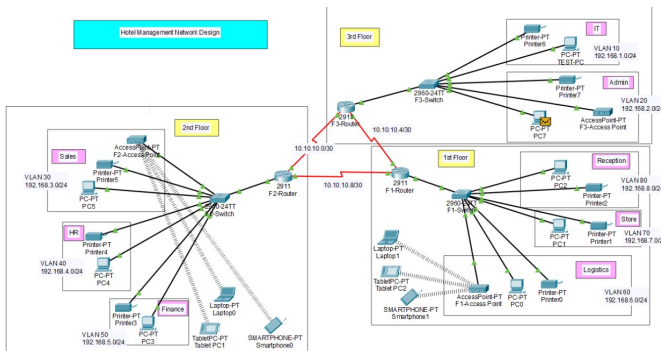 Hotel Management Network Design
3rd Floor
IT
Printer-PT
Printer6
PC-PT
TEST-PC
VLAN 10
192.168.1.0/24
2960-24TT
F3-Switch
Admin
Printer-PT
Printer7
VLAN 20
192.168.2.0/24
PC-PT
PC7
AccessPoint-PT
F3-Access Point
2911
F3-Router
10.10.10.0/30
10.10.10.4/30
10.10.10.8/30
2nd Floor
AccessPoint-PT
F2-Access Point
Sales
Printer-PT
Printer5
VLAN 30
192.168.3.0/24
PC-PT
PC5
2960-24TT
2911
F2-Router
HR
Printer-PT
Printer4
VLAN 40
192.168.4.0/24
PC-PT
PC4
Printer-PT
Printer3
Finance
VLAN 50
192.168.5.0/24
PC-PT
PC3
Laptop-PT
Laptop0
TabletPC-PT
Tablet PC1
SMARTPHONE-PT
Smartphone0
1st Floor
2911
F1-Router
2960-24TT
F1-Switch
Reception
PC-PT
PC2
VLAN 80
192.168.8.0/24
Printer-PT
Printer2
Store
PC-PT
PC1
Printer-PT
Printer1
VLAN 70
192.168.7.0/24
Logistics
Laptop-PT
Laptop1
TabletPC-PT
Tablet PC2
SMARTPHONE-PT
Smartphone1
AccessPoint-PT
F1-Access Point
PC-PT
PC0
Printer-PT
Printer0
VLAN 60
192.168.6.0/24